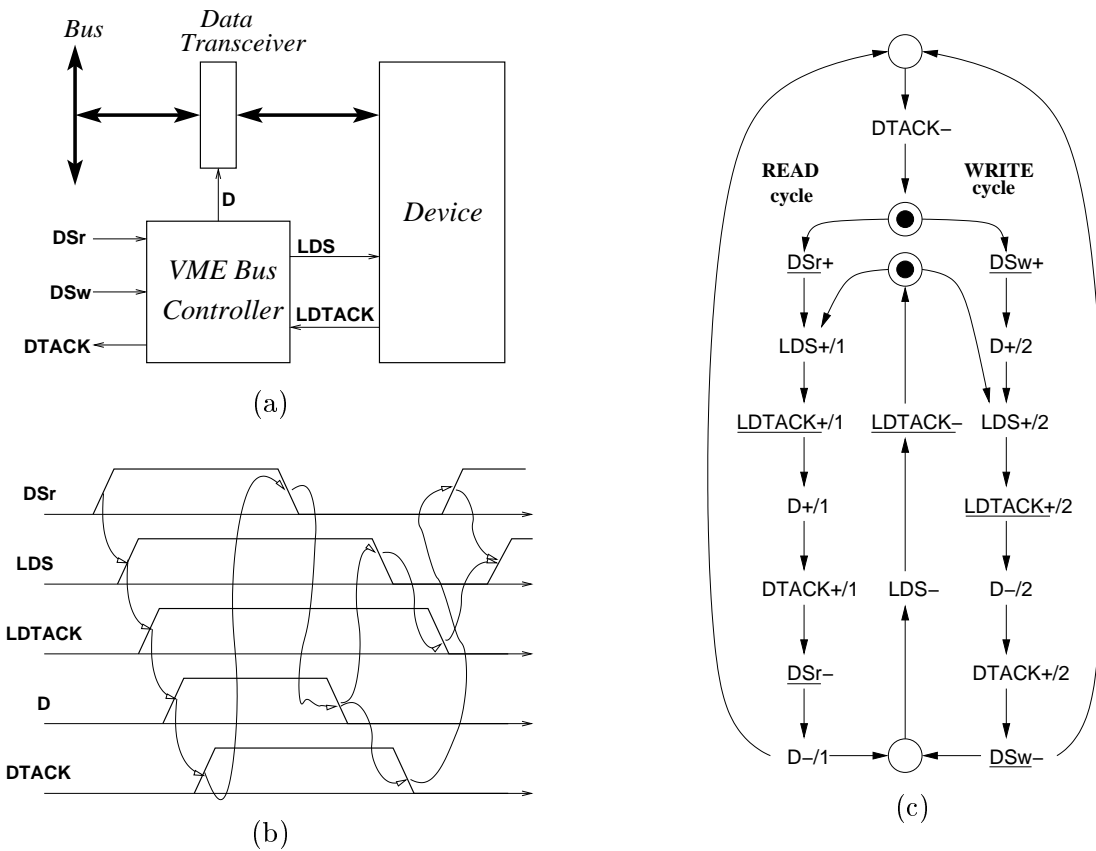 Bus
Data
Transceiver
D
Device
DSr
DSw
DTACK
VME Bus
Controller
LDS
LDTACK
(a)
DSr
LDS
LDTACK
D
DTACK
(b)
DTACK−
READ
cycle
WRITE
cycle
DSr+
DSw+
LDS+/1
D+/2
LDTACK+/1
LDTACK−
LDS+/2
D+/1
LDTACK+/2
DTACK+/1
LDS−
D−/2
DSr−
DTACK+/2
D−/1
DSw−
(c)